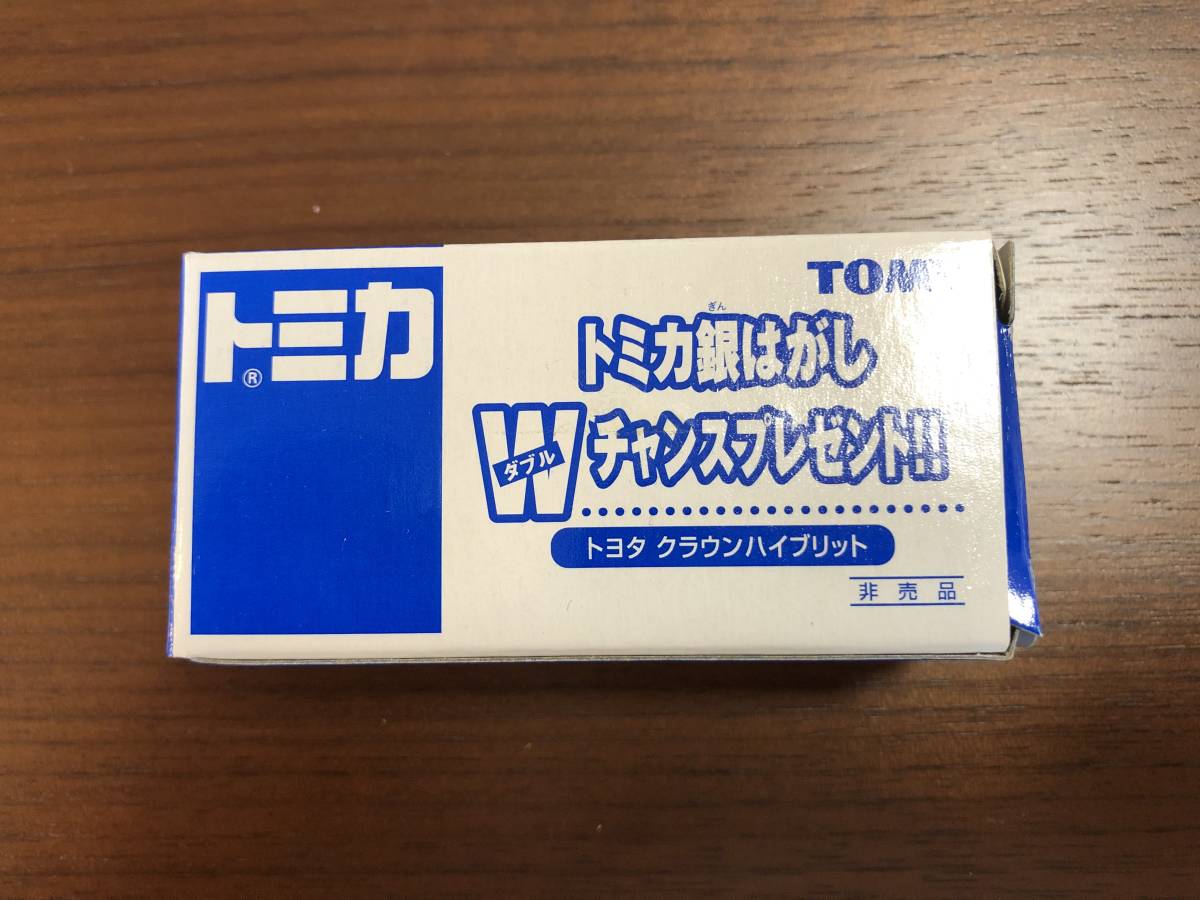 トミカ
®
TOMY
ぎん
トミカ銀はがし
W
ダブル
チャンスプレゼント!!
トヨタ クラウンハイブリット
非売品